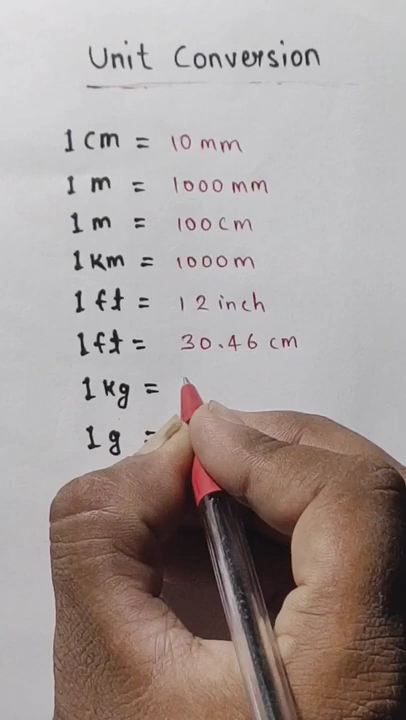 Unit Conversion
1 cm = 10 mm
1 m = 1000 mm
1 m = 100 cm
1 km = 1000 m
1 ft = 12 inch
1 ft = 30.46 cm
1 kg =
1 g =